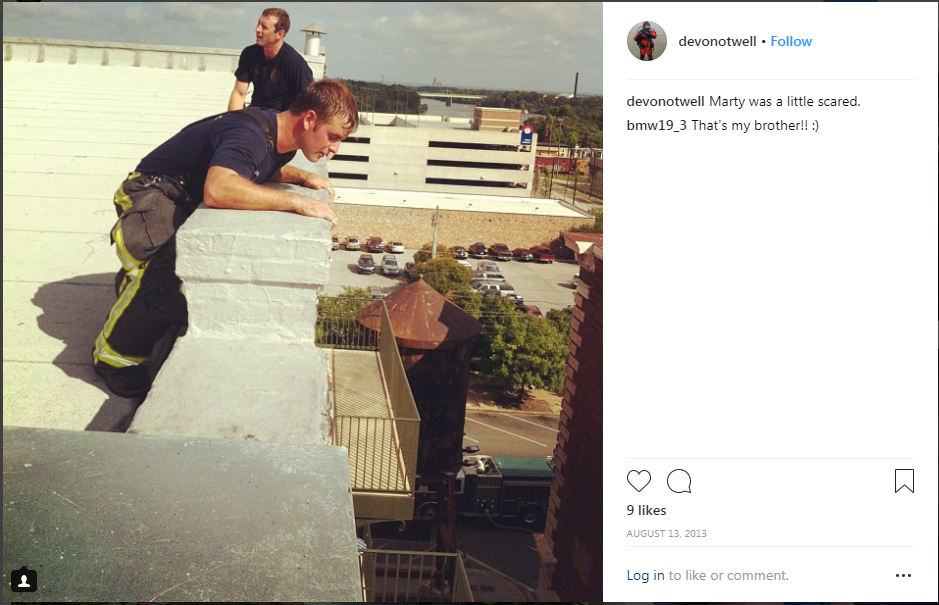 devonotwell • Follow
devonotwell Marty was a little scared.
bmw19_3 That's my brother!! :)
9 likes
AUGUST 13, 2013
Log in to like or comment.